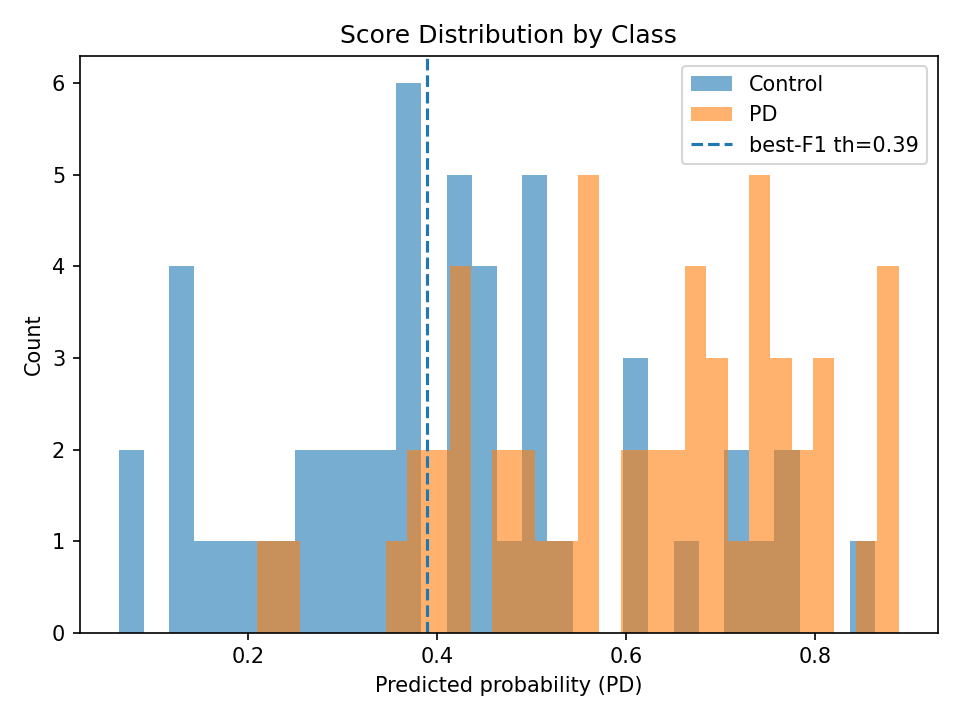 Score Distribution by Class
Control
PD
best-F1 th=0.39
6
5
4
3
2
1
0
Count
0.2
0.4
0.6
0.8
Predicted probability (PD)